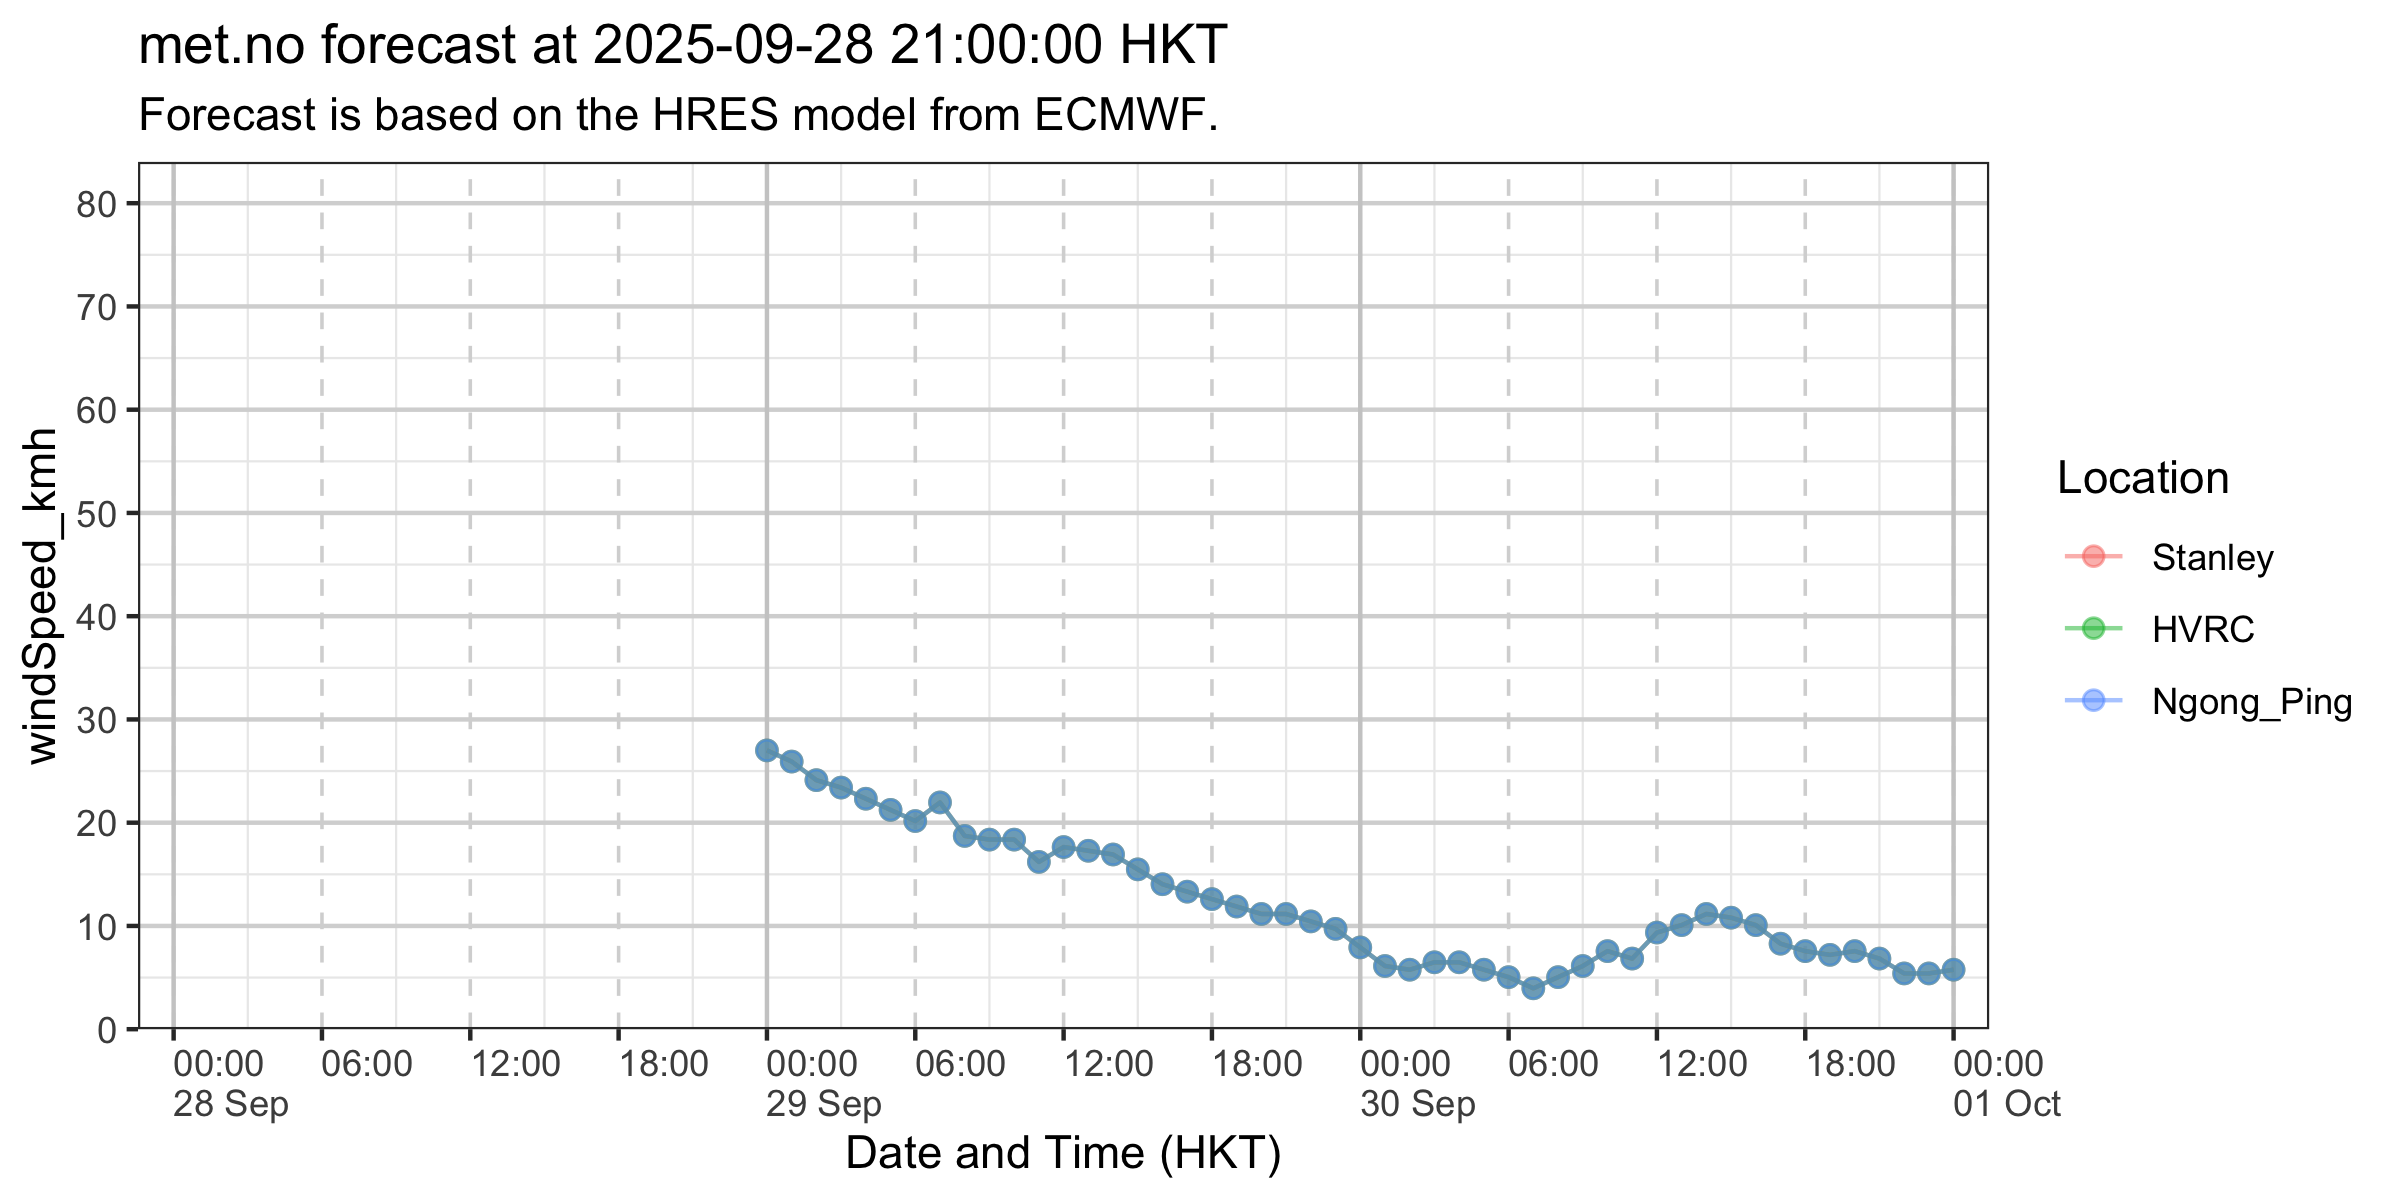 met.no forecast at 2025-09-28 21:00:00 HKT
Forecast is based on the HRES model from ECMWF.
windSpeed_kmh
80
70
60
50
40
30
20
10
0
00:00 06:00 12:00 18:00 00:00 06:00 12:00 18:00 00:00 06:00 12:00 18:00 00:00
28 Sep 29 Sep 30 Sep 01 Oct
Date and Time (HKT)
Location
Stanley
HVRC
Ngong_Ping